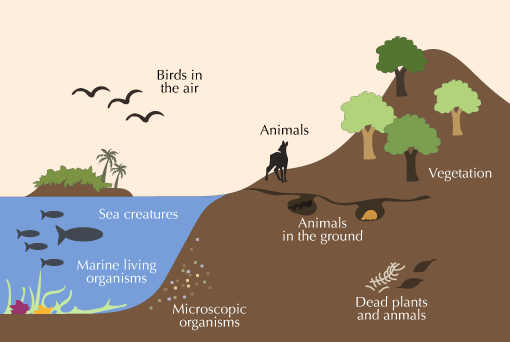 Birds in
the air
Animals
Vegetation
Sea creatures
Animals
in the ground
Marine living
organisms
Microscopic
organisms
Dead plants
and anmals